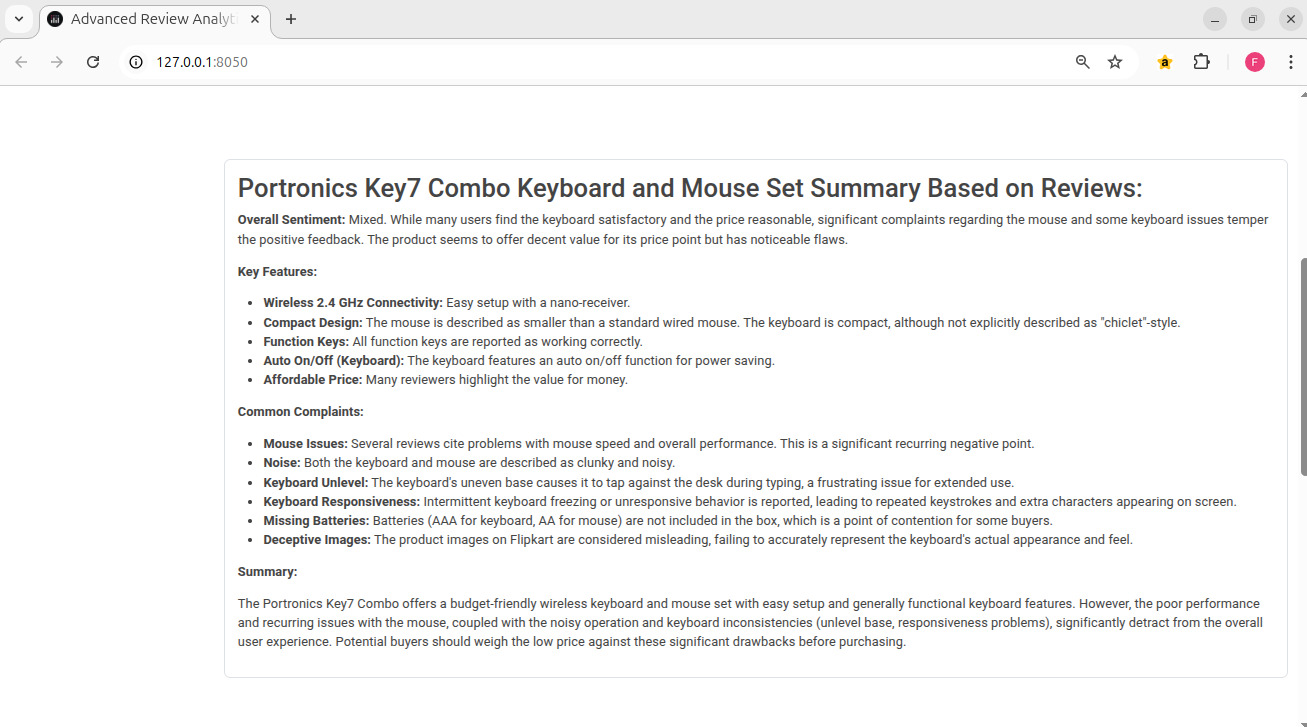 Advanced Review Analyt
127.0.0.1:8050
a
F
Portronics Key7 Combo Keyboard and Mouse Set Summary Based on Reviews:
Overall Sentiment: Mixed. While many users find the keyboard satisfactory and the price reasonable, significant complaints regarding the mouse and some keyboard issues temper
the positive feedback. The product seems to offer decent value for its price point but has noticeable flaws.
Key Features:
• Wireless 2.4 GHz Connectivity: Easy setup with a nano-receiver.
• Compact Design: The mouse is described as smaller than a standard wired mouse. The keyboard is compact, although not explicitly described as "chiclet"-style.
• Function Keys: All function keys are reported as working correctly.
• Auto On/Off (Keyboard): The keyboard features an auto on/off function for power saving.
• Affordable Price: Many reviewers highlight the value for money.
Common Complaints:
• Mouse Issues: Several reviews cite problems with mouse speed and overall performance. This is a significant recurring negative point.
• Noise: Both the keyboard and mouse are described as clunky and noisy.
• Keyboard Unlevel: The keyboard's uneven base causes it to tap against the desk during typing, a frustrating issue for extended use.
• Keyboard Responsiveness: Intermittent keyboard freezing or unresponsive behavior is reported, leading to repeated keystrokes and extra characters appearing on screen.
• Missing Batteries: Batteries (AAA for keyboard, AA for mouse) are not included in the box, which is a point of contention for some buyers.
• Deceptive Images: The product images on Flipkart are considered misleading, failing to accurately represent the keyboard's actual appearance and feel.
Summary:
The Portronics Key7 Combo offers a budget-friendly wireless keyboard and mouse set with easy setup and generally functional keyboard features. However, the poor performance
and recurring issues with the mouse, coupled with the noisy operation and keyboard inconsistencies (unlevel base, responsiveness problems), significantly detract from the overall
user experience. Potential buyers should weigh the low price against these significant drawbacks before purchasing.